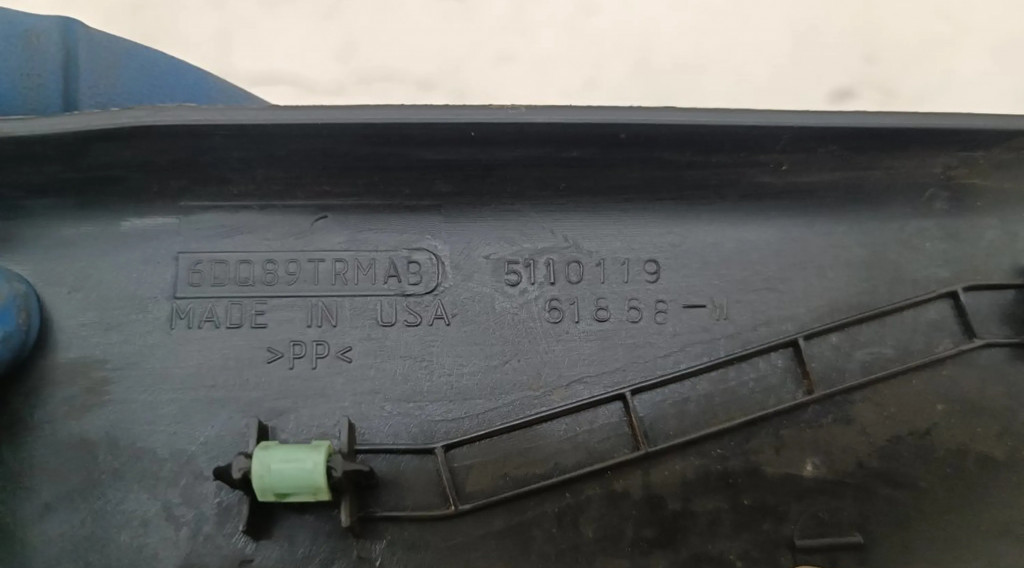 6DQ89TRMAB 5110119
MADE IN USA 61868-W
>PP<